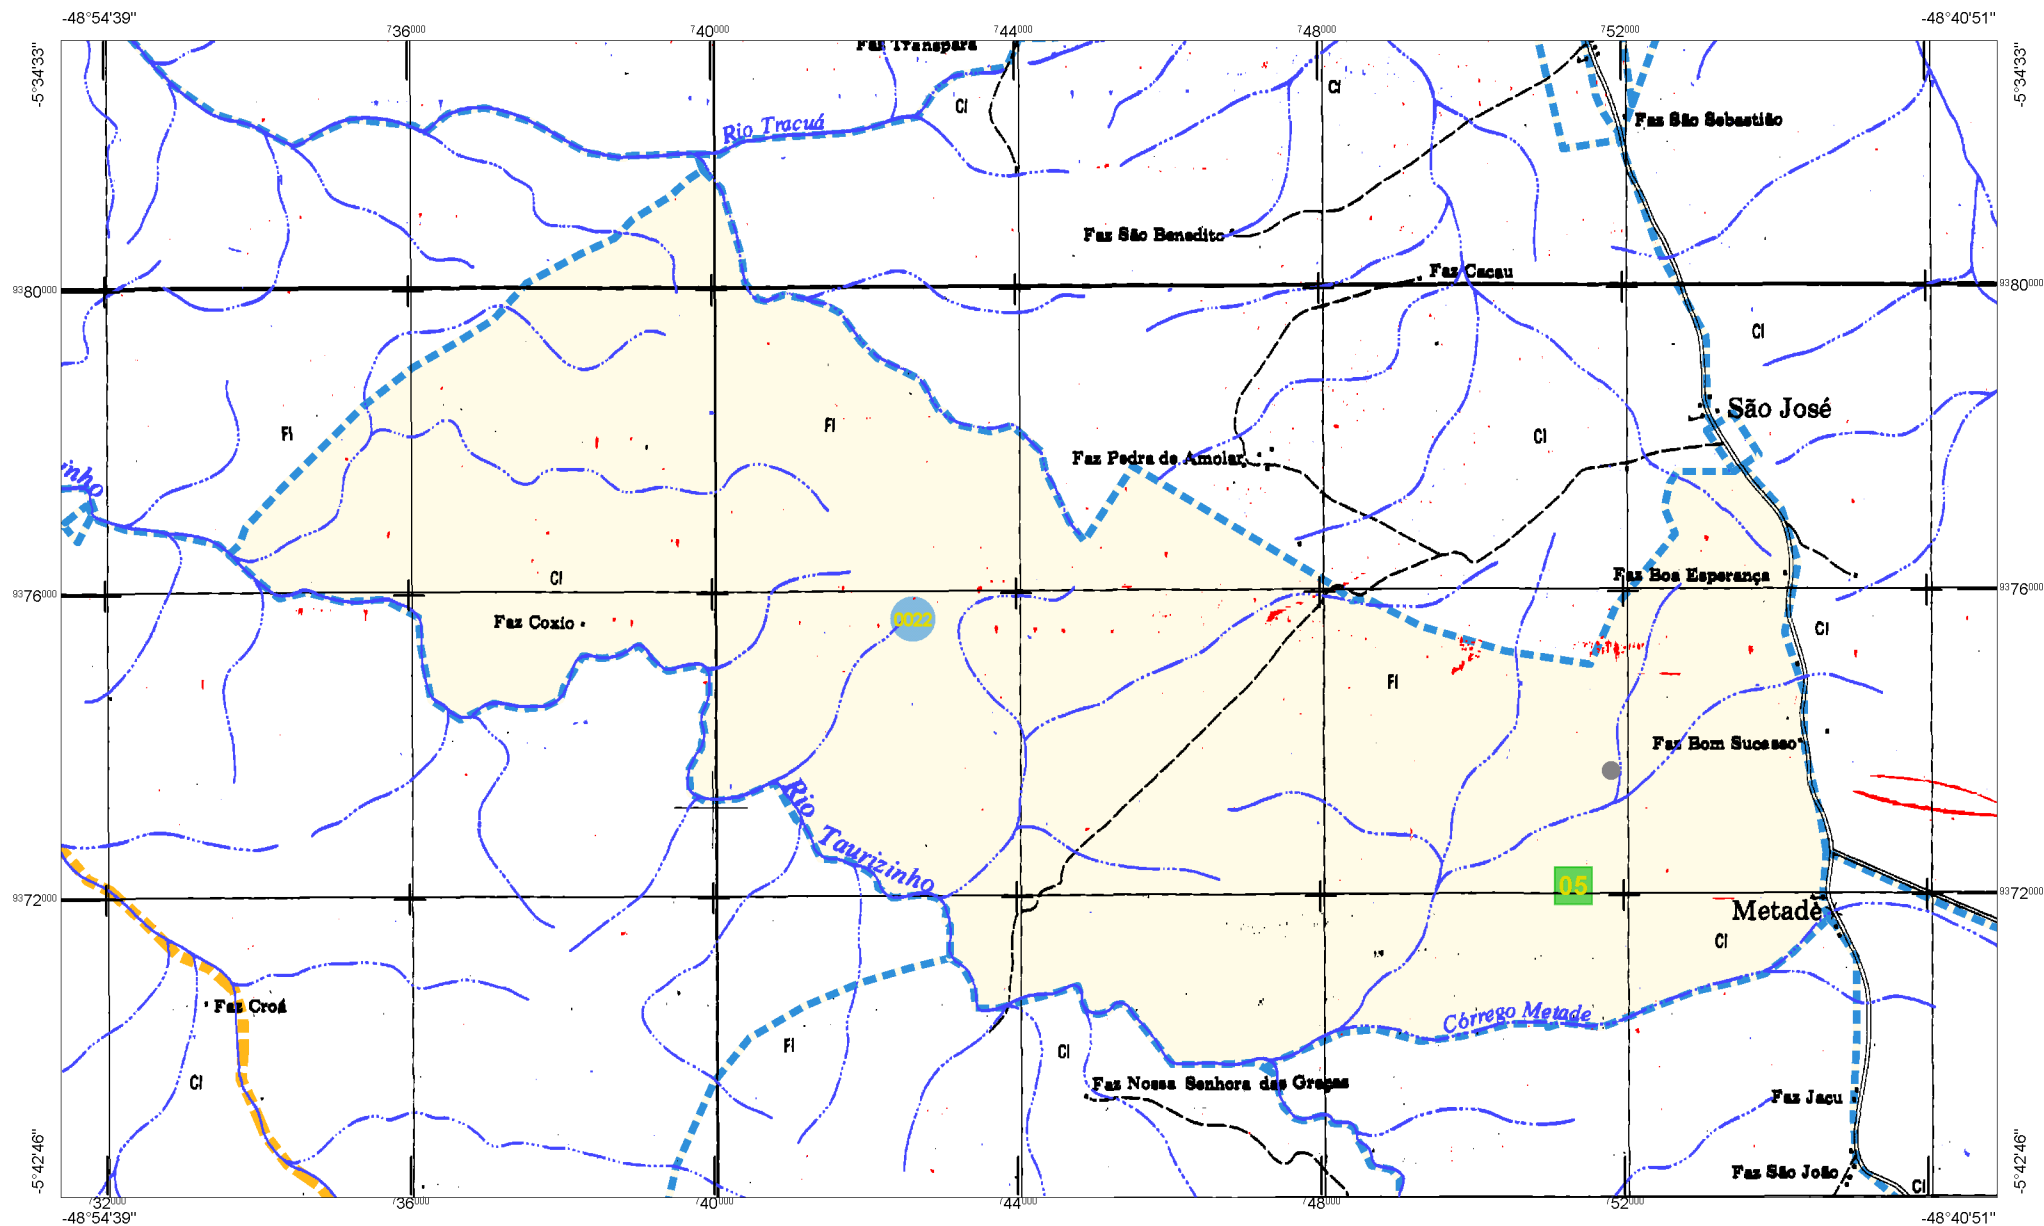 -48°54'39"
-48°40'51"
736000
740000
744000
748000
752000
-5°34'33"
-5°34'33"
Faz Transpara
Cl
Cl
Rio Tracuá
Faz São Sebastião
Faz São Benedito
Faz Cacau
9380000
9380000
Cl
São José
Fl
Fl
Cl
Faz Pedra de Amolar
inho
Faz Boa Esperança
Cl
9376000
9376000
Faz Coxio
0022
Cl
Fl
Faz Bom Sucesso
Rio Taurizinho
05
9372000
9372000
Metade
Cl
Faz Croá
Córrego Metade
Fl
Cl
Cl
Faz Nossa Senhora das Graças
Faz Jacu
-5°42'46"
-5°42'46"
Faz São João
Cl
732000
736000
740000
744000
748000
752000
-48°54'39"
-48°40'51"